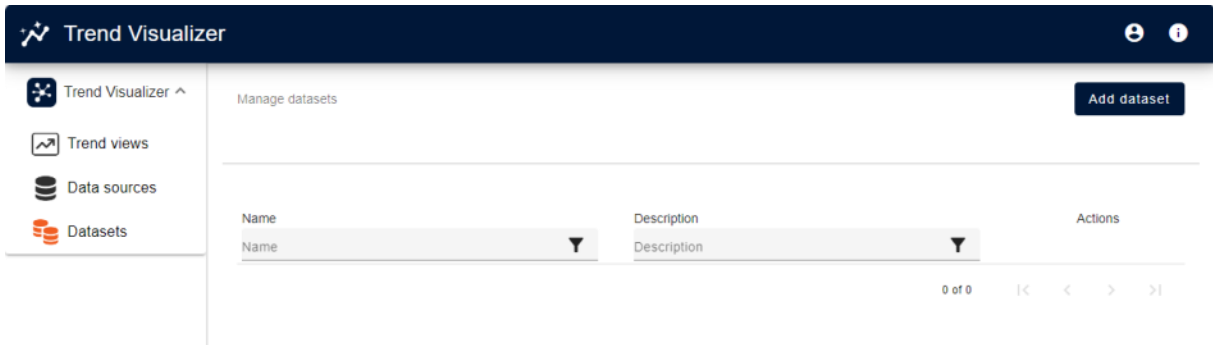 Trend Visualizer
Trend Visualizer
Manage datasets
Add dataset
Trend views
Data sources
Datasets
Name
Description
Actions
Name
Description
0 of 0